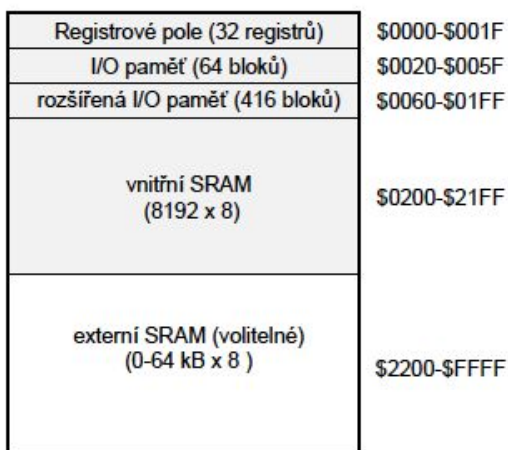 Registrové pole (32 registrů) $0000-$001F
I/O paměť (64 bloků) $0020-$005F
rozšířená I/O paměť (416 bloků) $0060-$01FF
vnitřní SRAM
(8192 x 8) $0200-$21FF
externí SRAM (volitelné)
(0-64 kB x 8 ) $2200-$FFFF